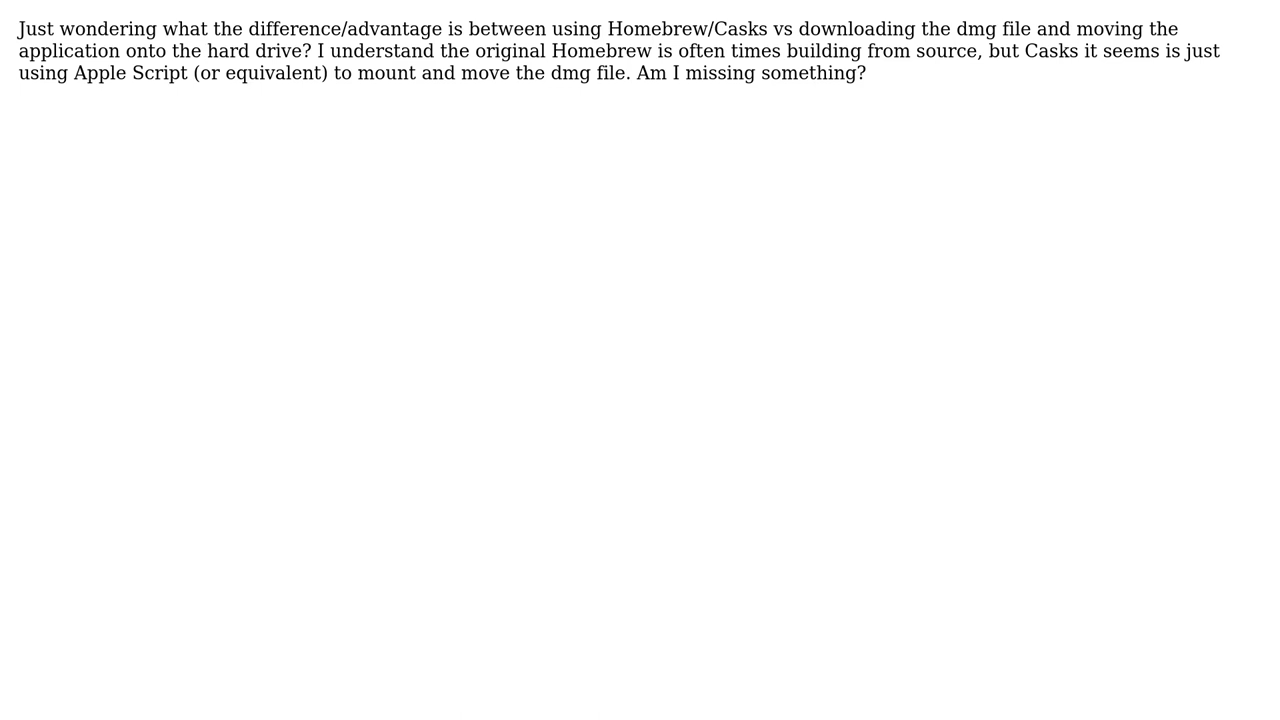 Just wondering what the difference/advantage is between using Homebrew/Casks vs downloading the dmg file and moving the
application onto the hard drive? I understand the original Homebrew is often times building from source, but Casks it seems is just
using Apple Script (or equivalent) to mount and move the dmg file. Am I missing something?